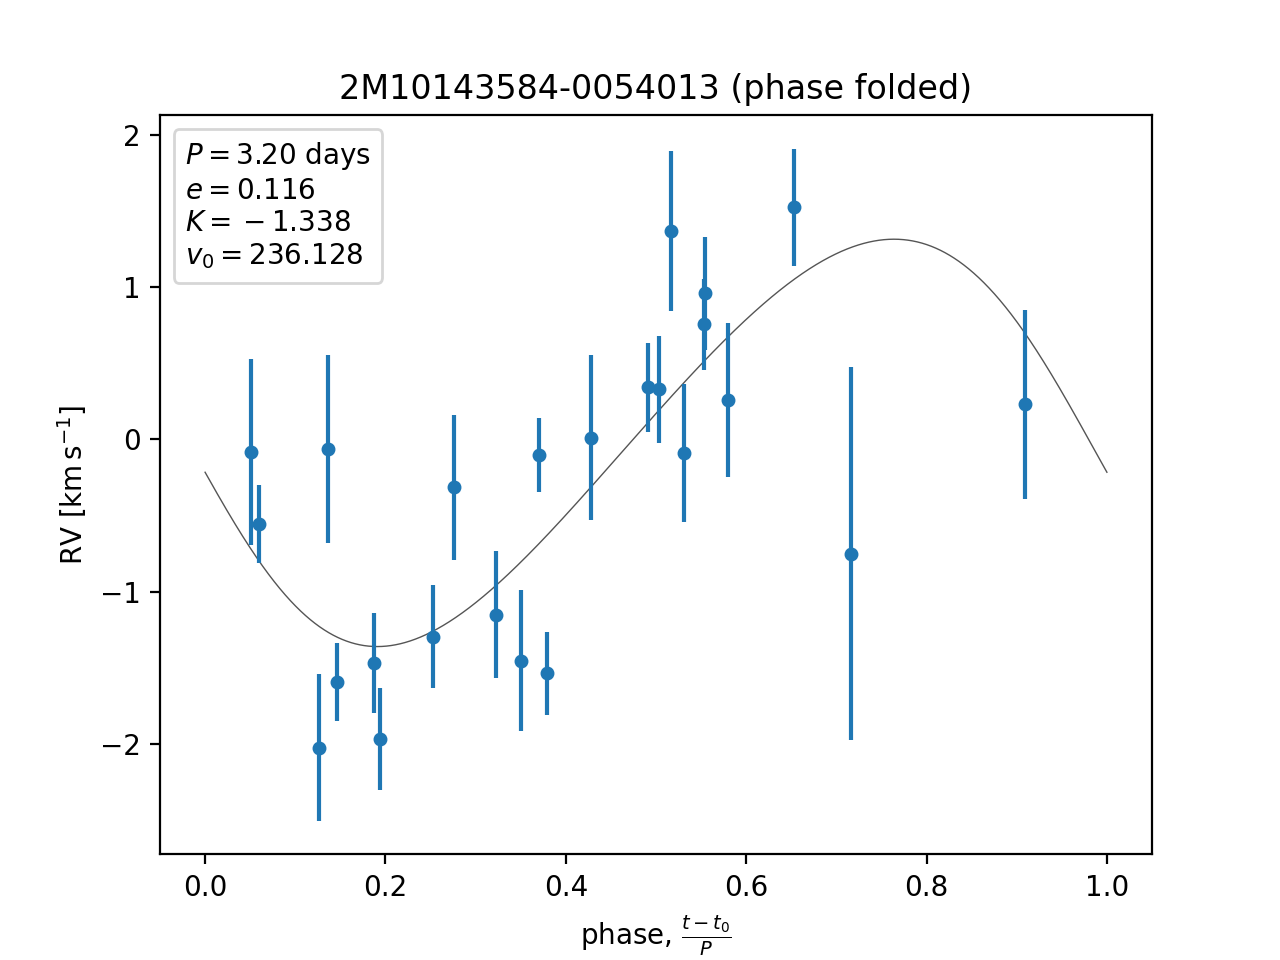 2M10143584-0054013 (phase folded)
P = 3.20 days
e = 0.116
K = −1.338
v₀ = 236.128
2
1
0
−1
−2
RV [km s⁻¹]
0.0 0.2 0.4 0.6 0.8 1.0
phase, (t − t₀)/P